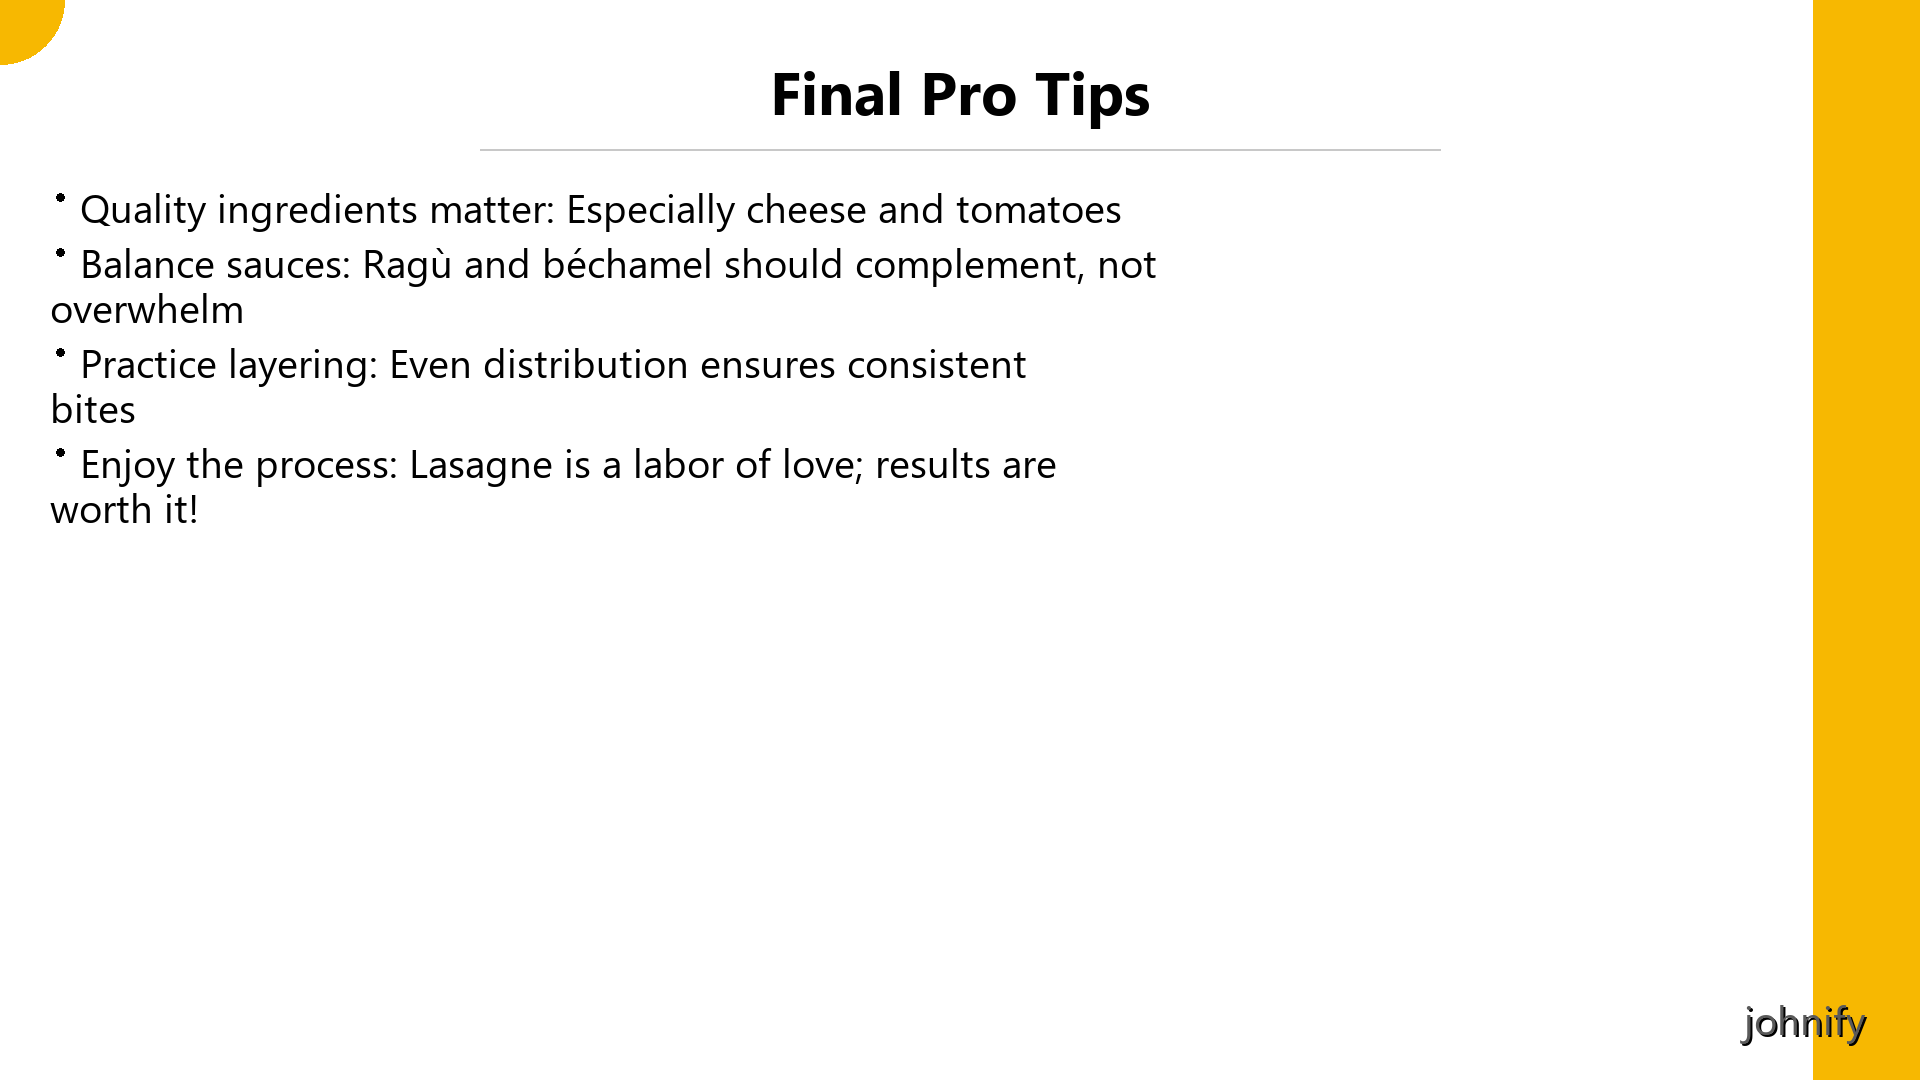 Final Pro Tips
• Quality ingredients matter: Especially cheese and tomatoes
• Balance sauces: Ragù and béchamel should complement, not
overwhelm
• Practice layering: Even distribution ensures consistent
bites
• Enjoy the process: Lasagne is a labor of love; results are
worth it!
johnify